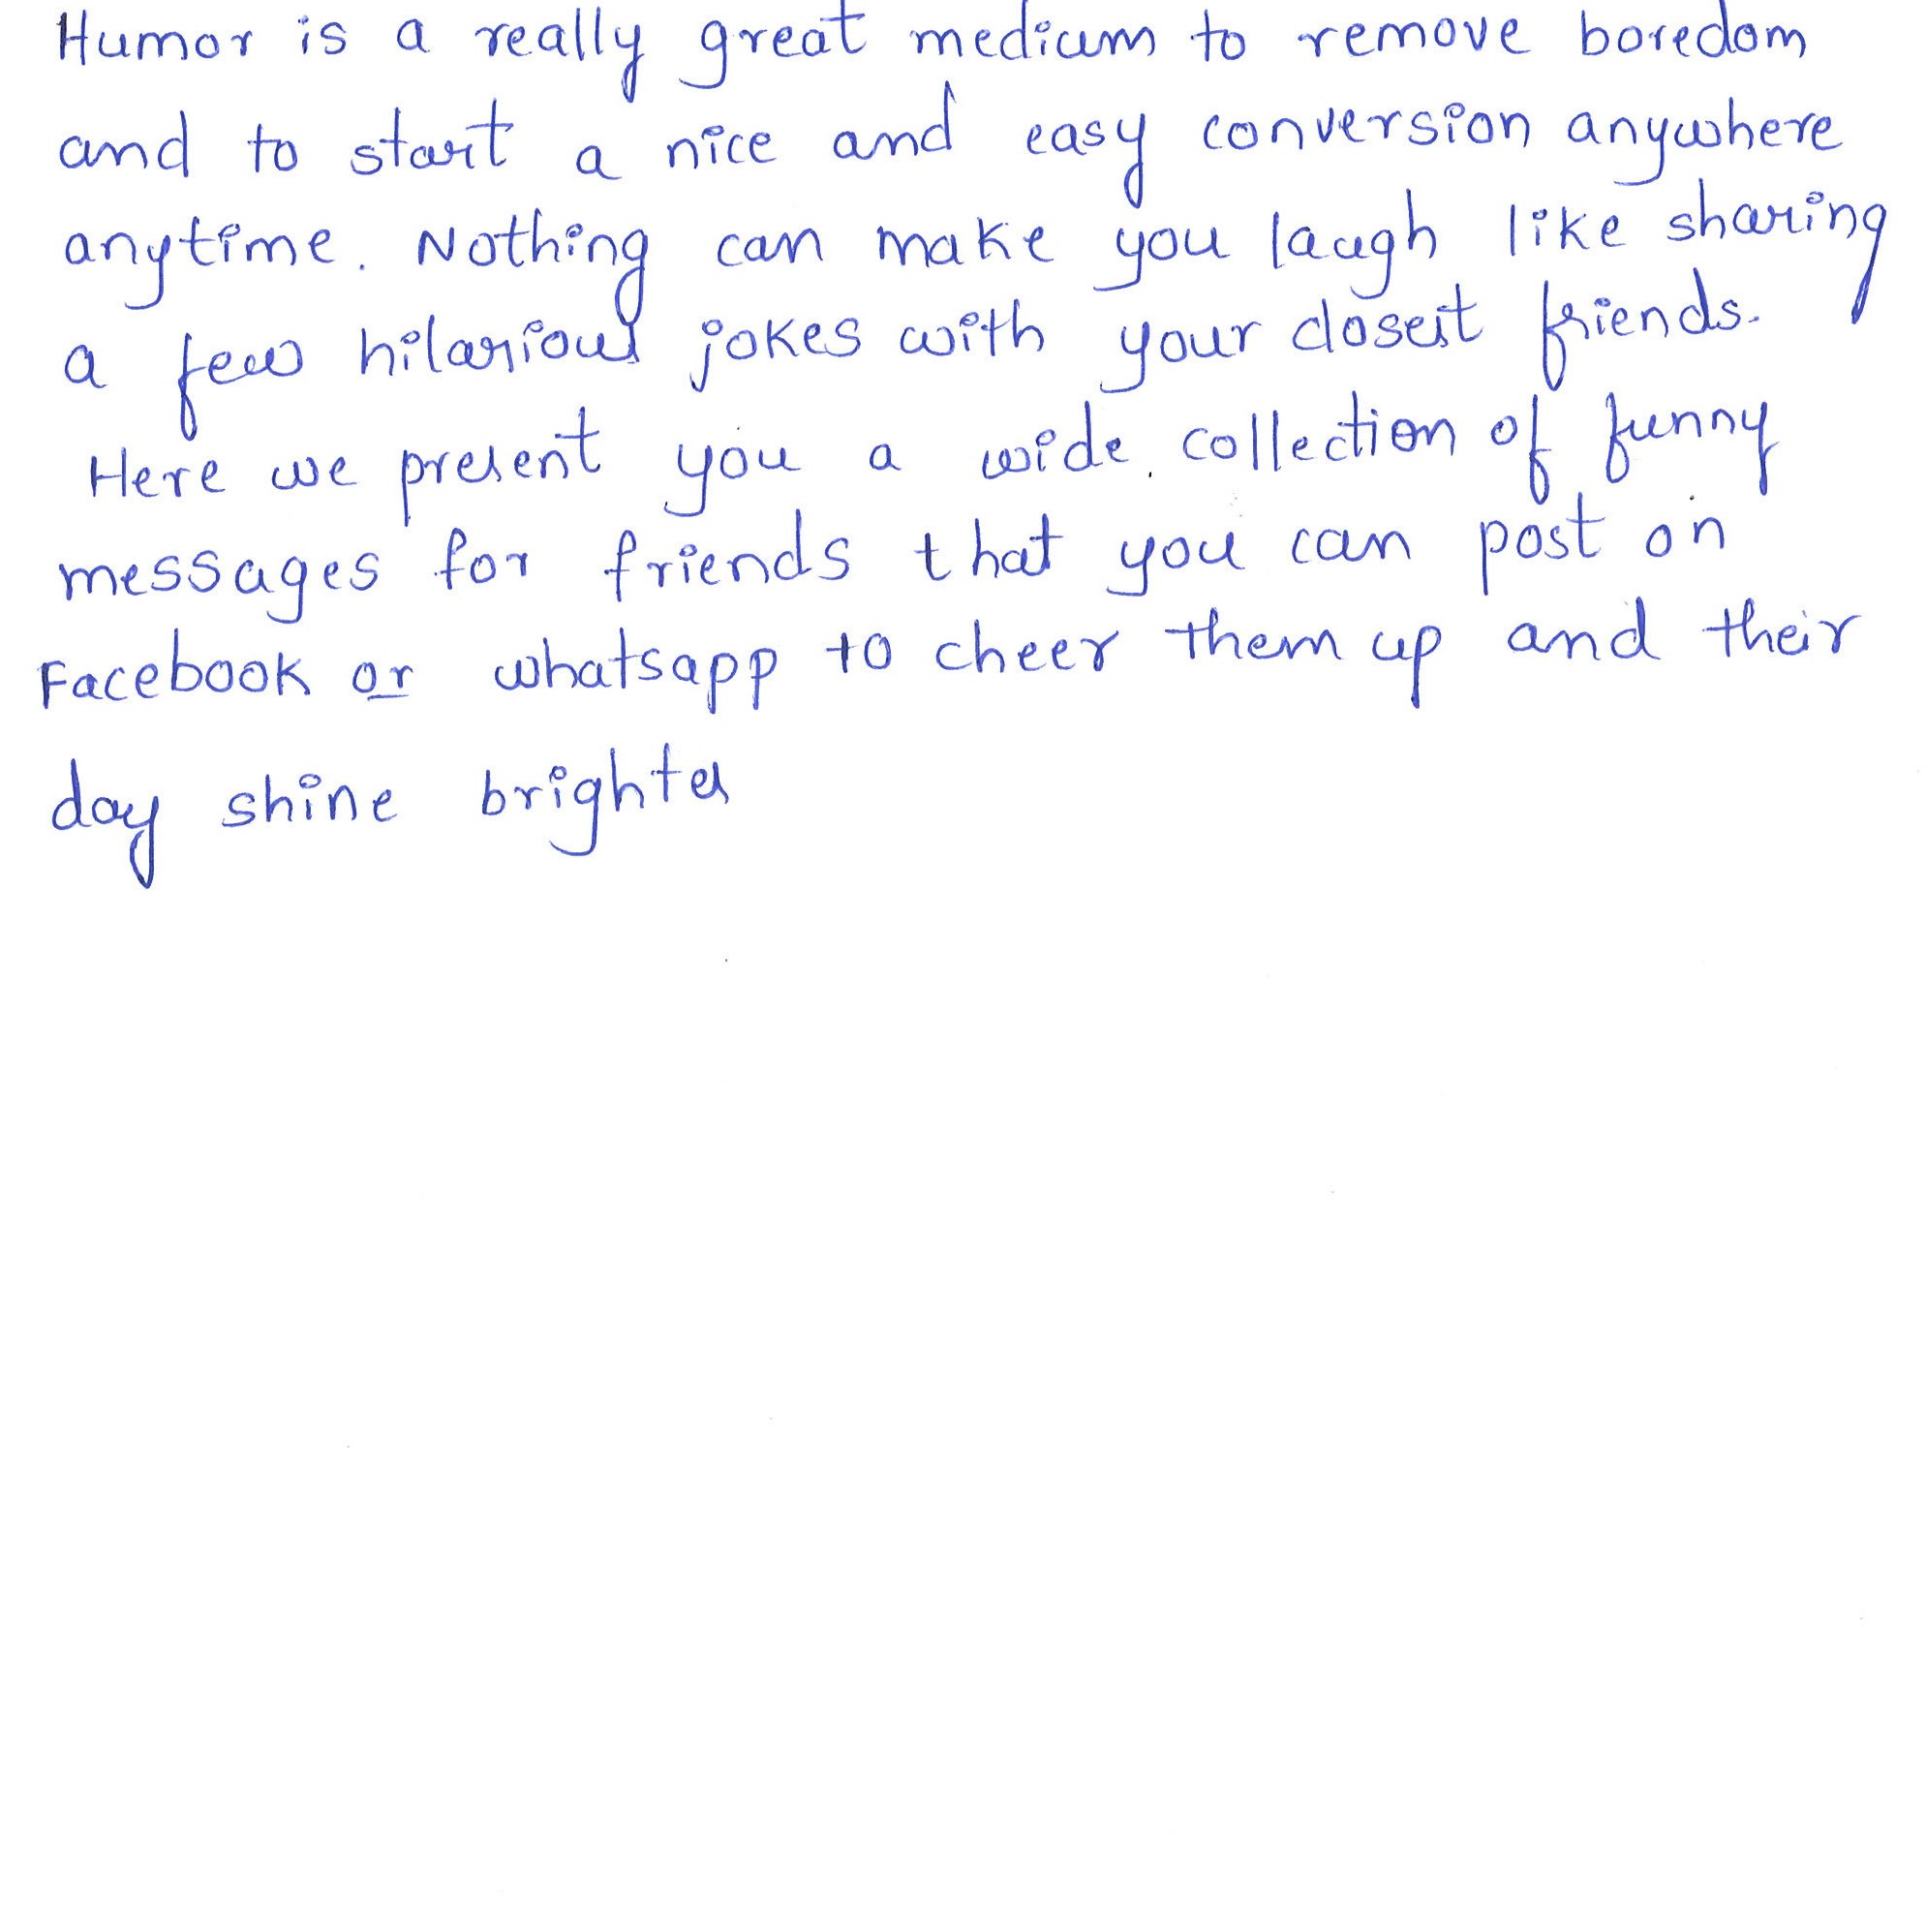 Humor is a really great medium to remove boredom
and to start a nice and easy conversion anywhere
anytime. Nothing can make you laugh like sharing
a few hilarious jokes with your closest friends.
Here we present you a wide. collection of funny
messages for friends that you can post on
Facebook or whatsapp to cheer them up and their
day shine brighter